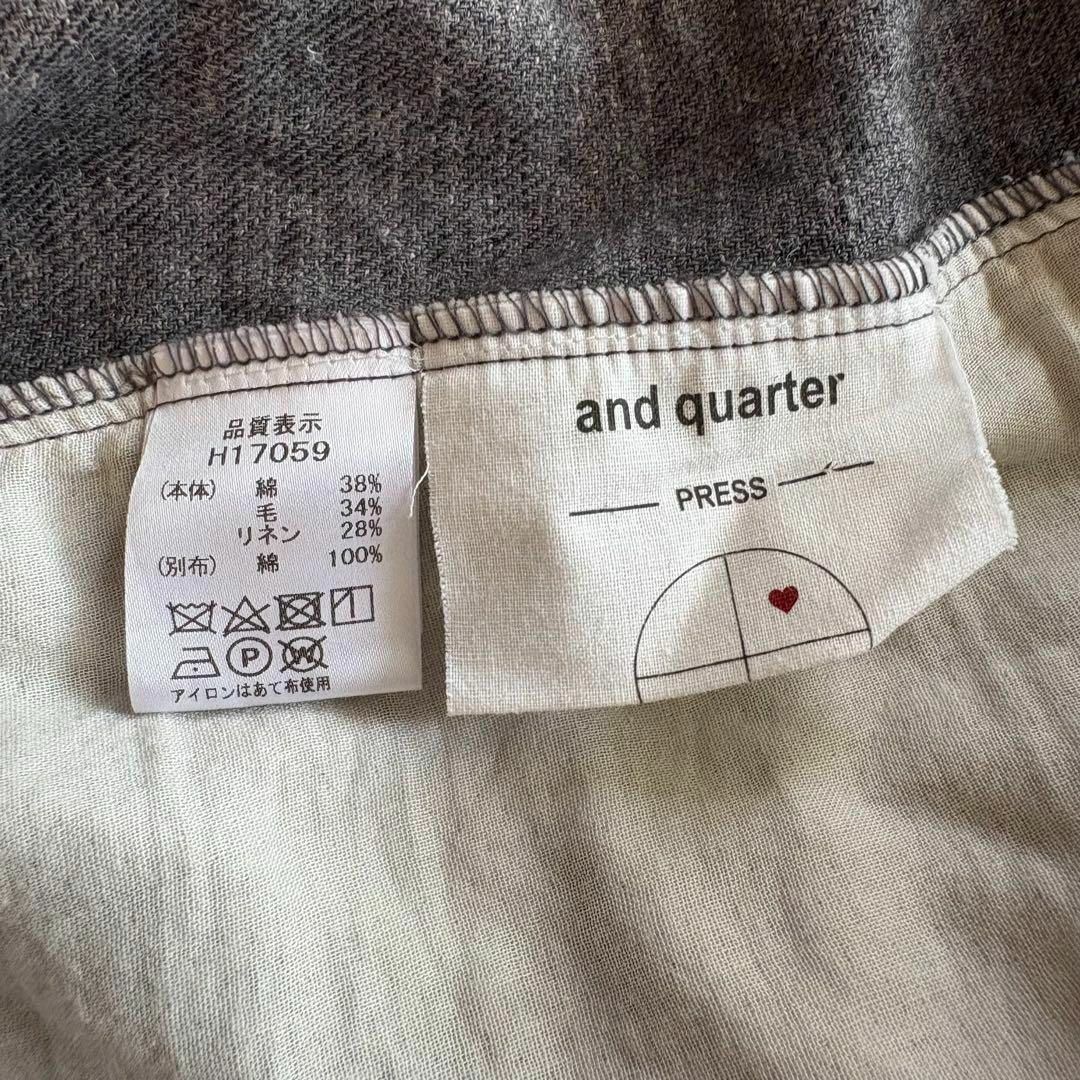 品質表示
H17059
(本体) 綿 38%
毛 34%
リネン 28%
(別布) 綿 100%
P W
アイロンはあて布使用
and quarter
PRESS